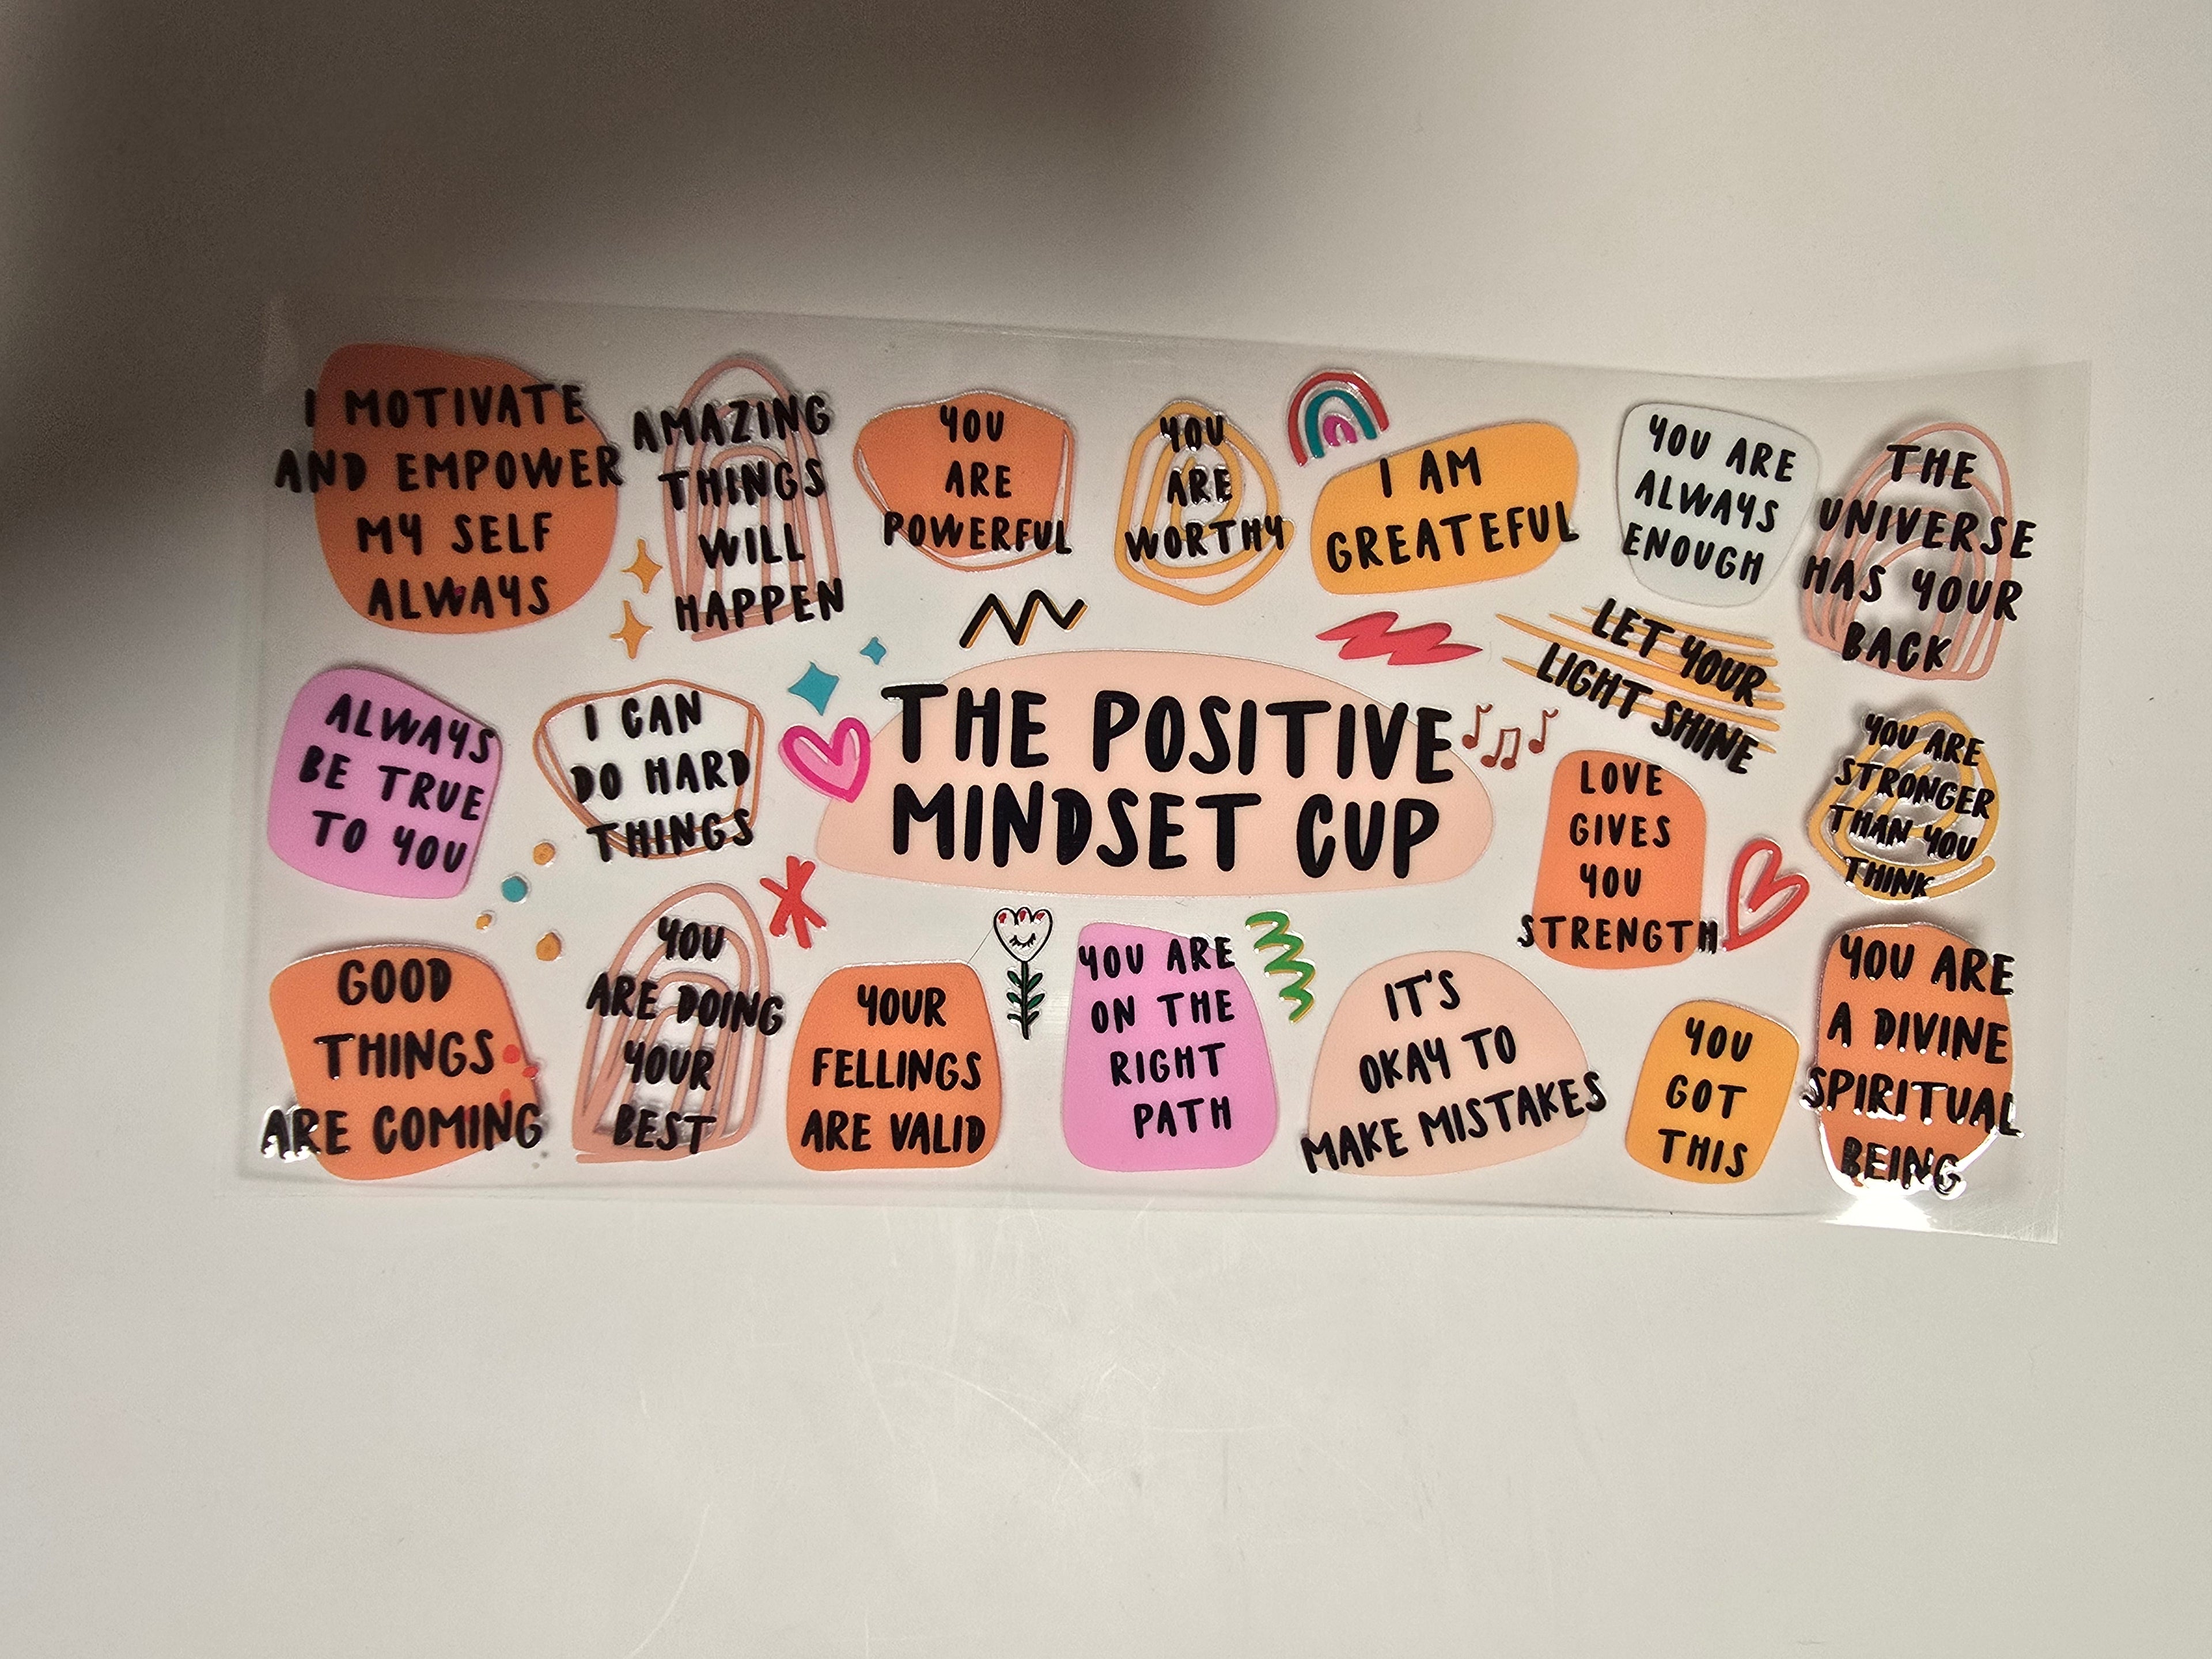 I MOTIVATE
AND EMPOWER
MY SELF
ALWAYS
AMAZING
THINGS
WILL
HAPPEN
YOU
ARE
POWERFUL
YOU
ARE
WORTHY
I AM
GREATEFUL
YOU ARE
ALWAYS
ENOUGH
THE
UNIVERSE
HAS YOUR
BACK
ALWAYS
BE TRUE
TO YOU
I CAN
DO HARD
THINGS
THE POSITIVE
MINDSET CUP
LET YOUR
LIGHT SHINE
LOVE
GIVES
YOU
STRENGTH
YOU ARE
STRONGER
THAN YOU
THINK
GOOD
THINGS
ARE COMING
YOU
ARE DOING
YOUR
BEST
YOUR
FELLINGS
ARE VALID
YOU ARE
ON THE
RIGHT
PATH
IT'S
OKAY TO
MAKE MISTAKES
YOU
GOT
THIS
YOU ARE
A DIVINE
SPIRITUAL
BEING